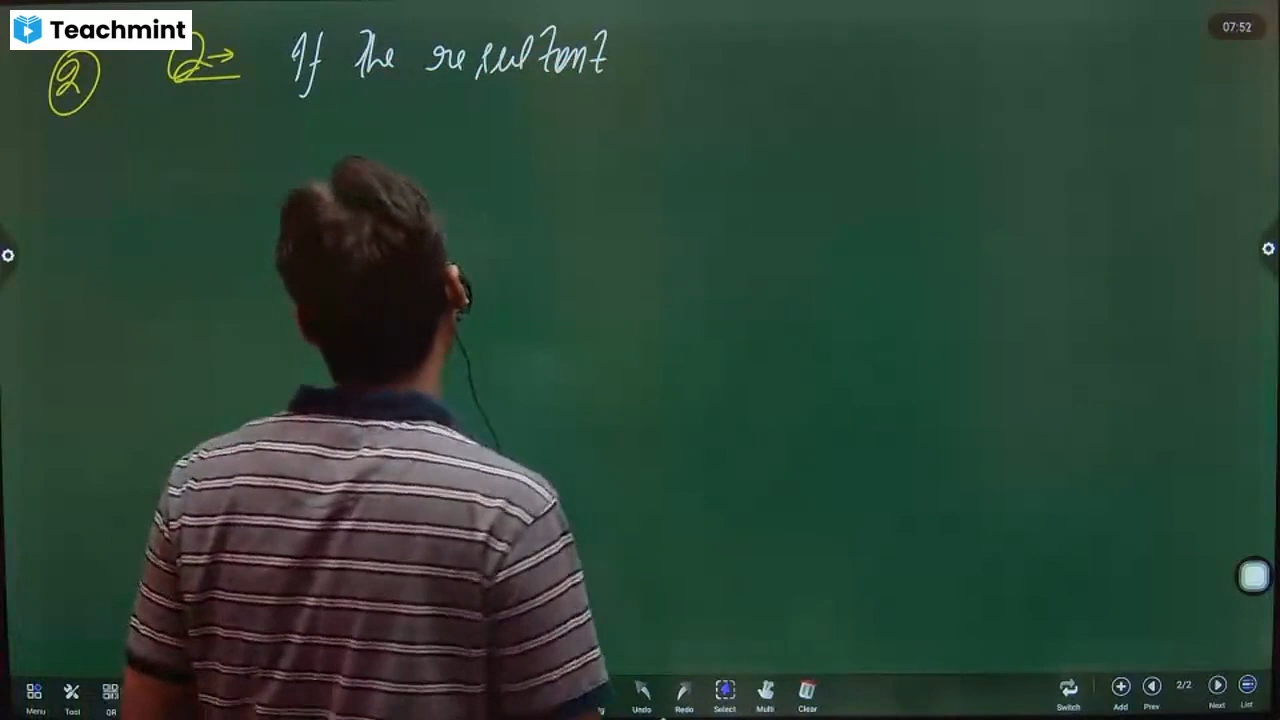 Teachmint
07:52
② Q→ If the resultant
Menu Tool QR Undo Redo Select Multi Clear Switch Add Prev 2/2 Next List